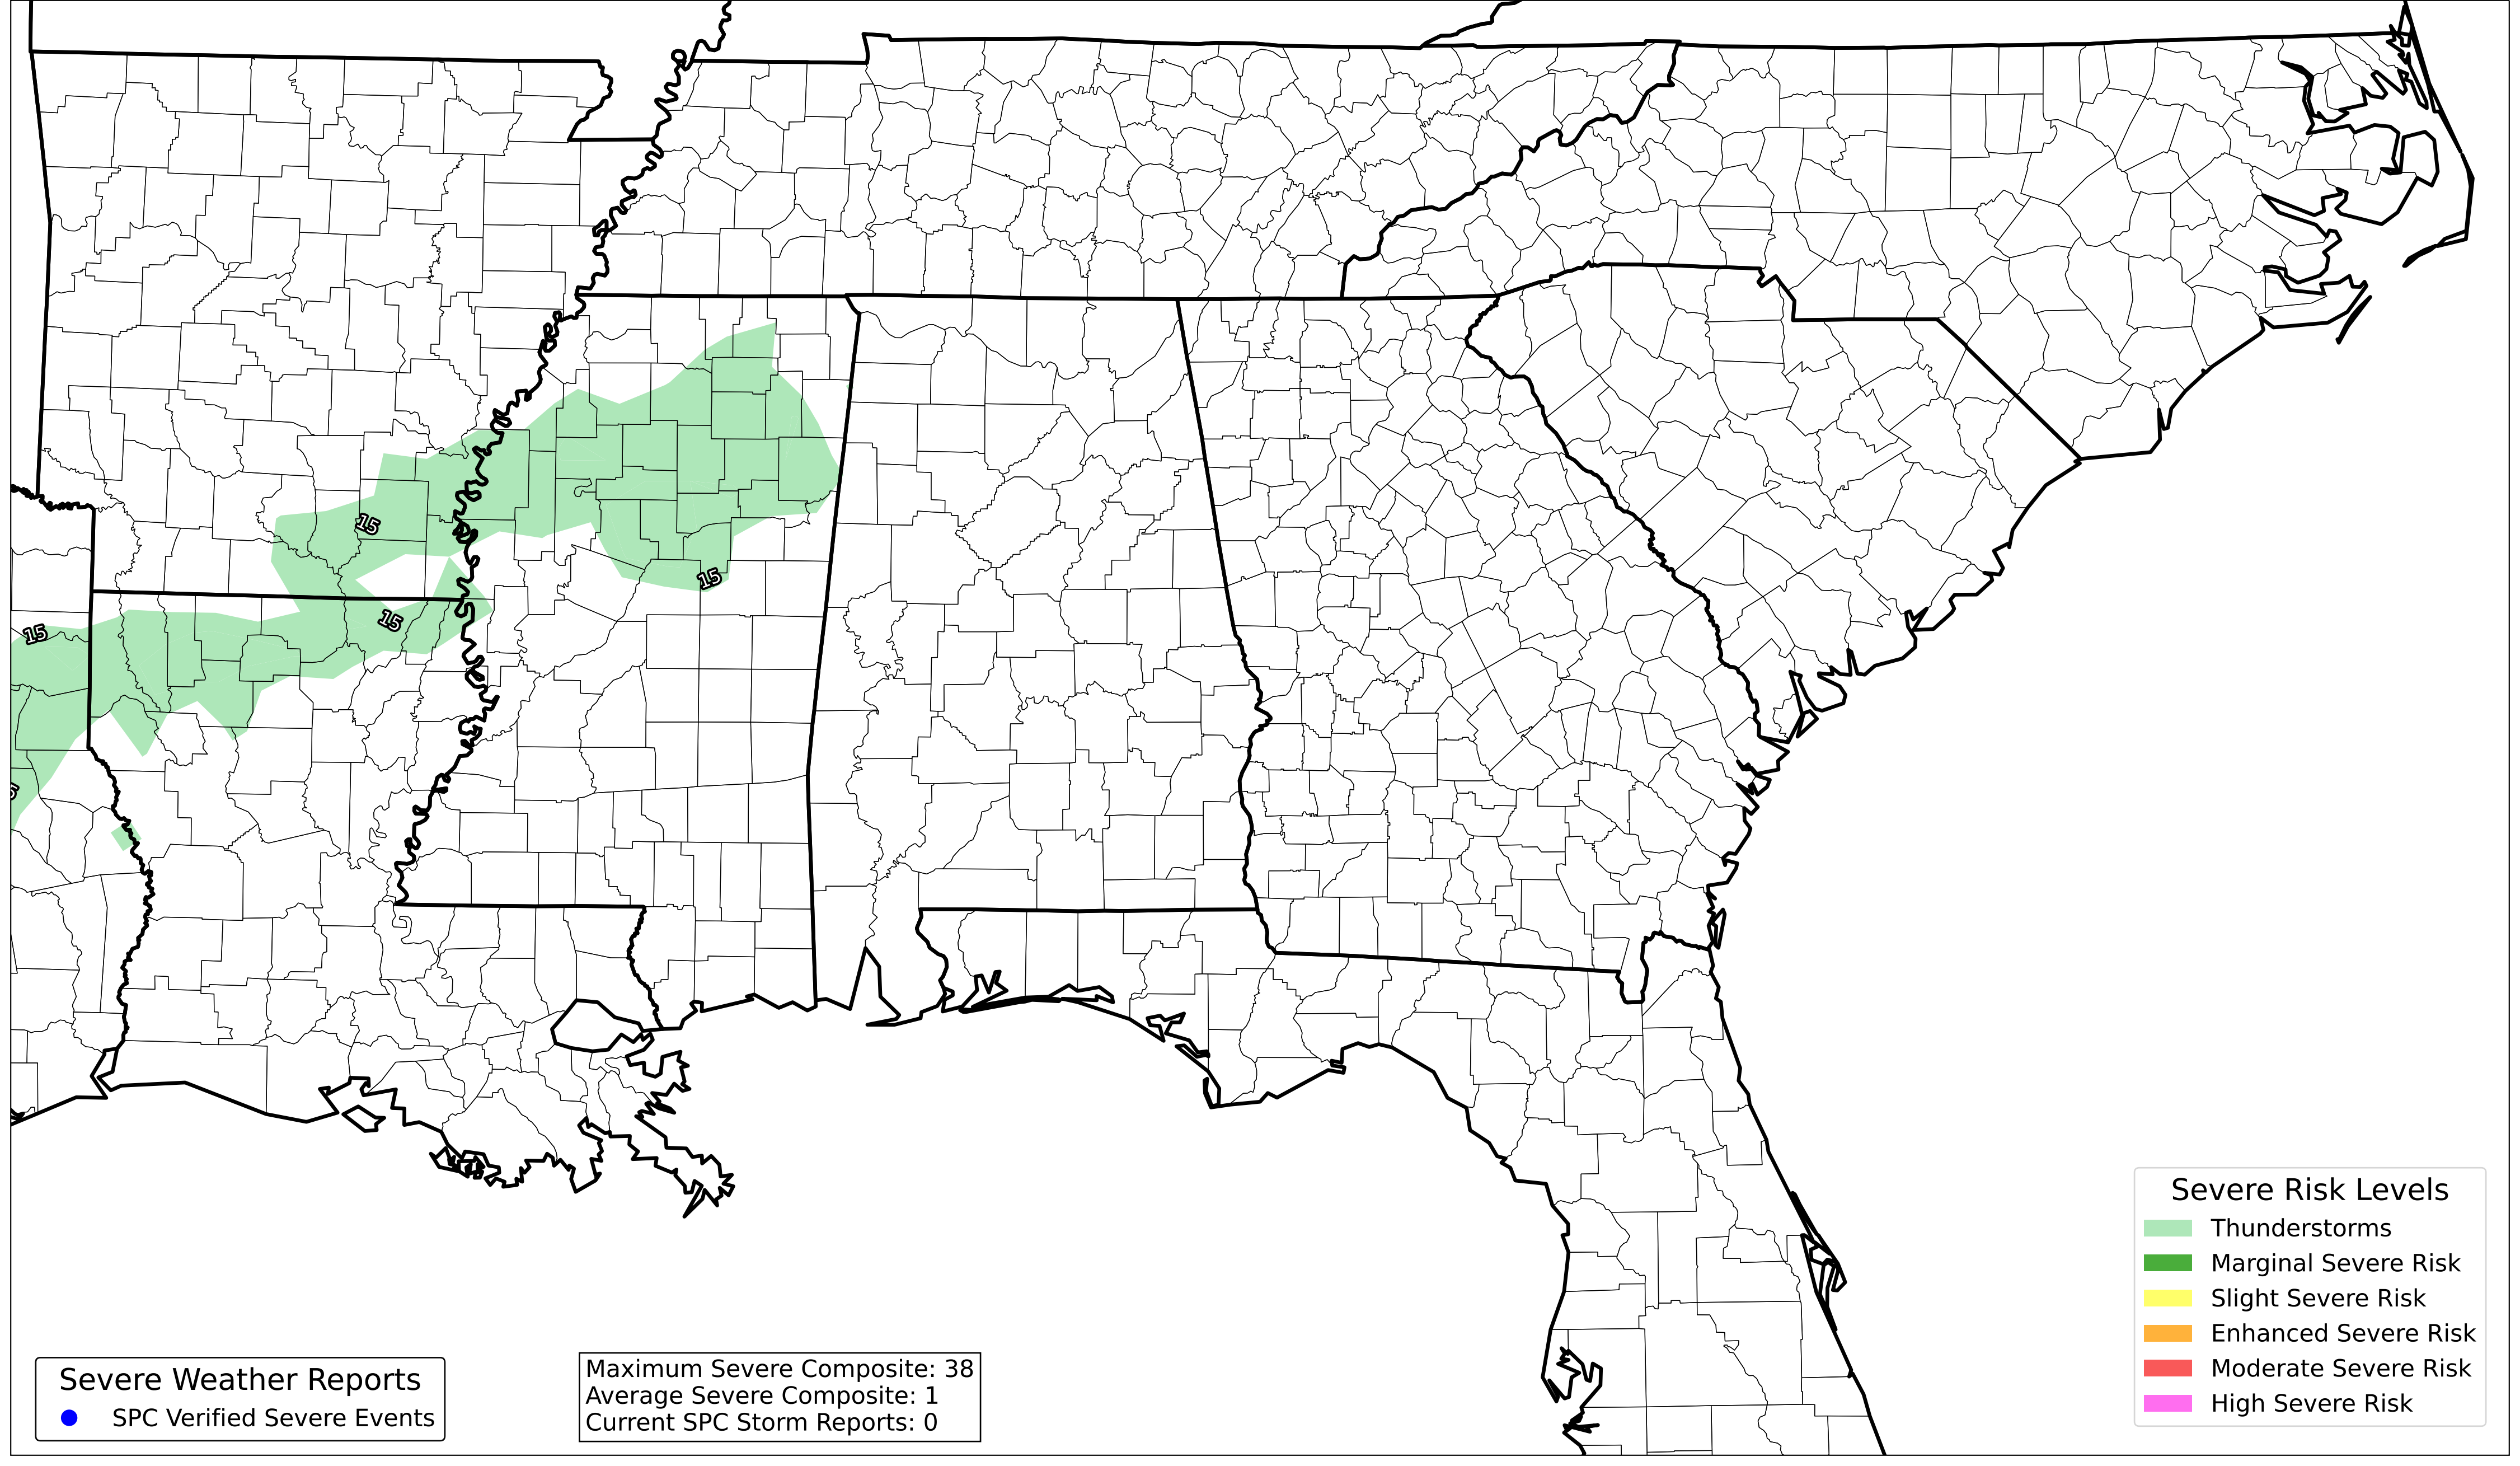 15
15
15
15
Severe Risk Levels
Thunderstorms
Marginal Severe Risk
Slight Severe Risk
Enhanced Severe Risk
Moderate Severe Risk
High Severe Risk
Severe Weather Reports
SPC Verified Severe Events
Maximum Severe Composite: 38
Average Severe Composite: 1
Current SPC Storm Reports: 0